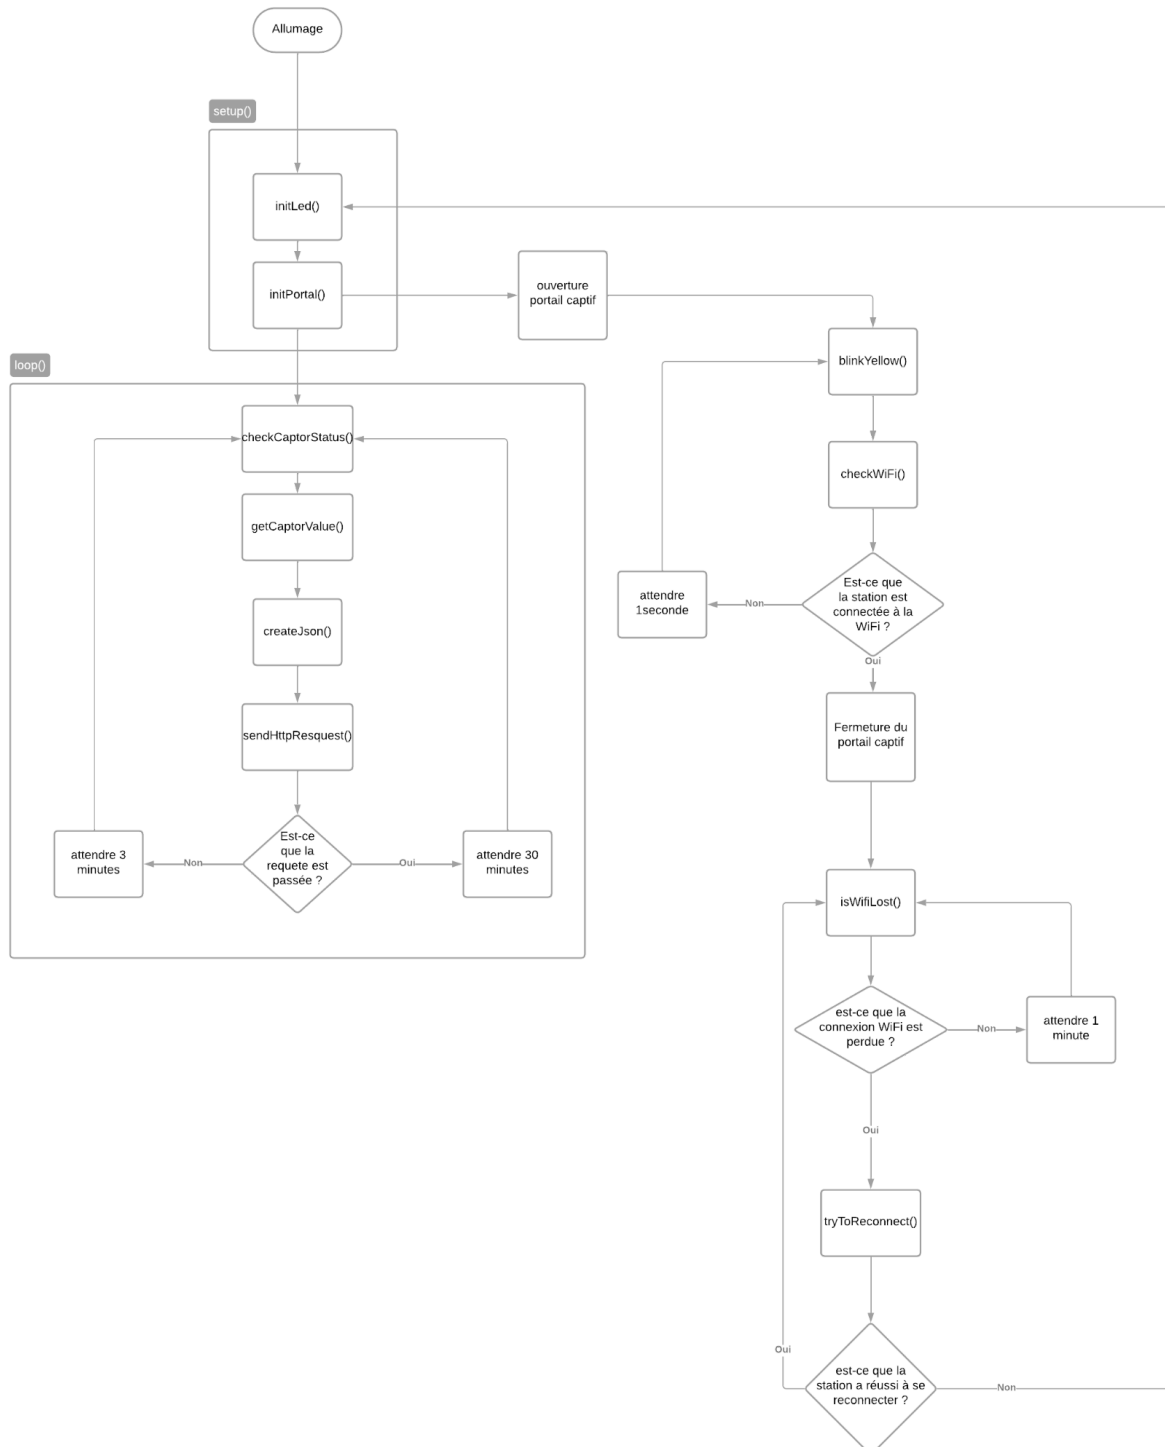 Allumage
setup()
initLed()
initPortal()
ouverture
portail captif
blinkYellow()
checkWiFi()
Est-ce que
la station est
connectée à la
WiFi ?
Non
attendre
1seconde
Oui
Fermeture du
portail captif
isWifiLost()
est-ce que la
connexion WiFi est
perdue ?
Non
attendre 1
minute
Oui
tryToReconnect()
est-ce que la
station a réussi à se
reconnecter ?
Oui
Non
loop()
checkCaptorStatus()
getCaptorValue()
createJson()
sendHttpResquest()
Est-ce
que la
requete est
passée ?
Non
attendre 3
minutes
Oui
attendre 30
minutes